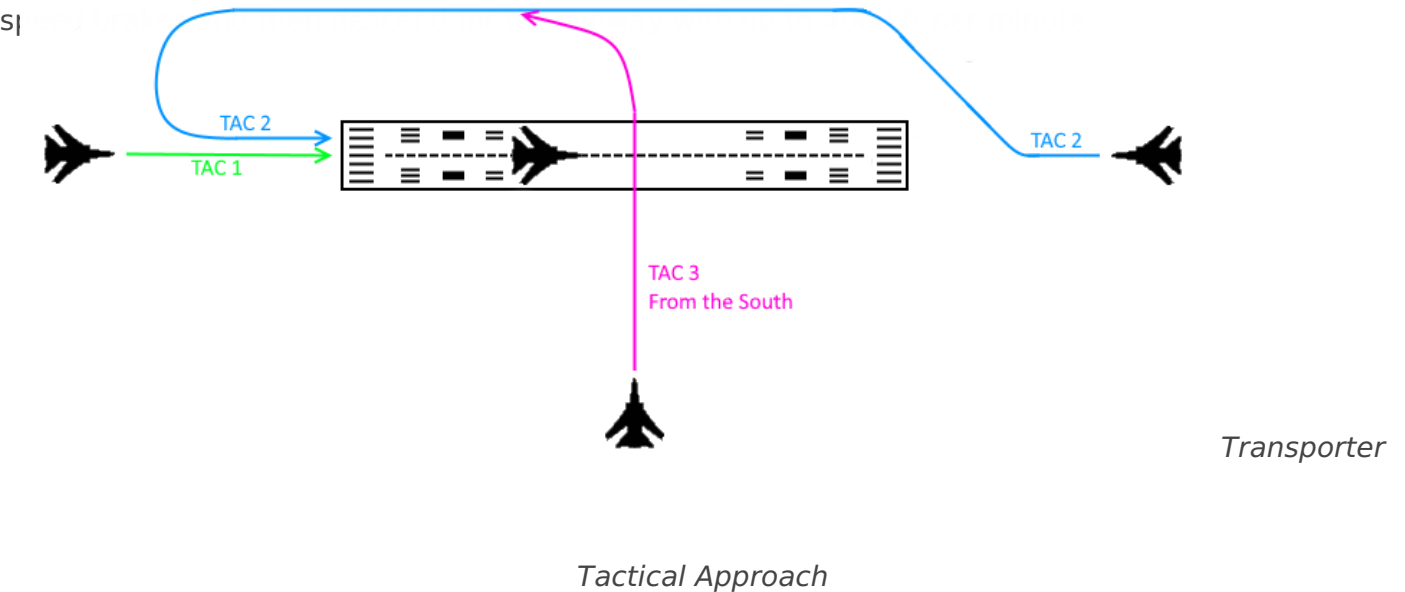 TAC 2
TAC 1
TAC 2
TAC 3
From the South
Transporter
Tactical Approach